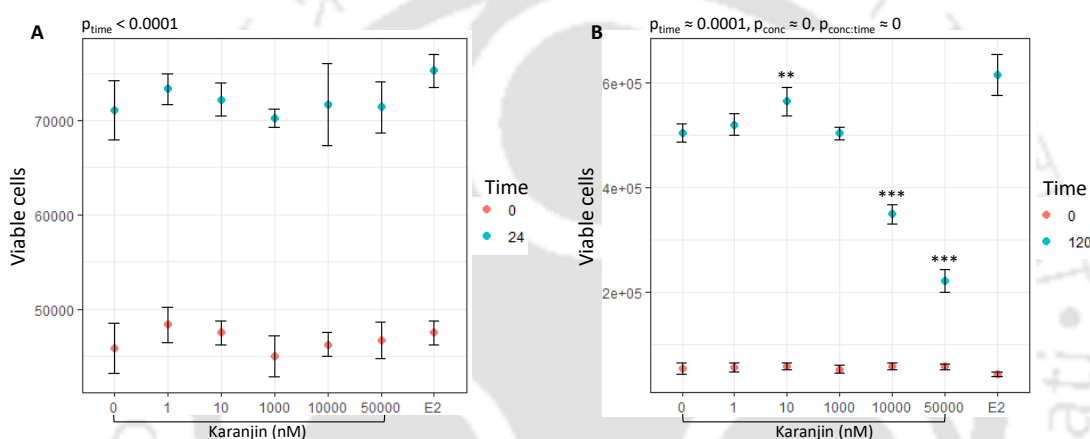 A
p_time < 0.0001
Viable cells
70000
60000
50000
0 1 10 1000 10000 50000 E2
Karanjin (nM)
Time
0
24
B
p_time ≈ 0.0001, p_conc ≈ 0, p_conc:time ≈ 0
Viable cells
6e+05
4e+05
2e+05
**
***
***
0 1 10 1000 10000 50000 E2
Karanjin (nM)
Time
0
120
ati